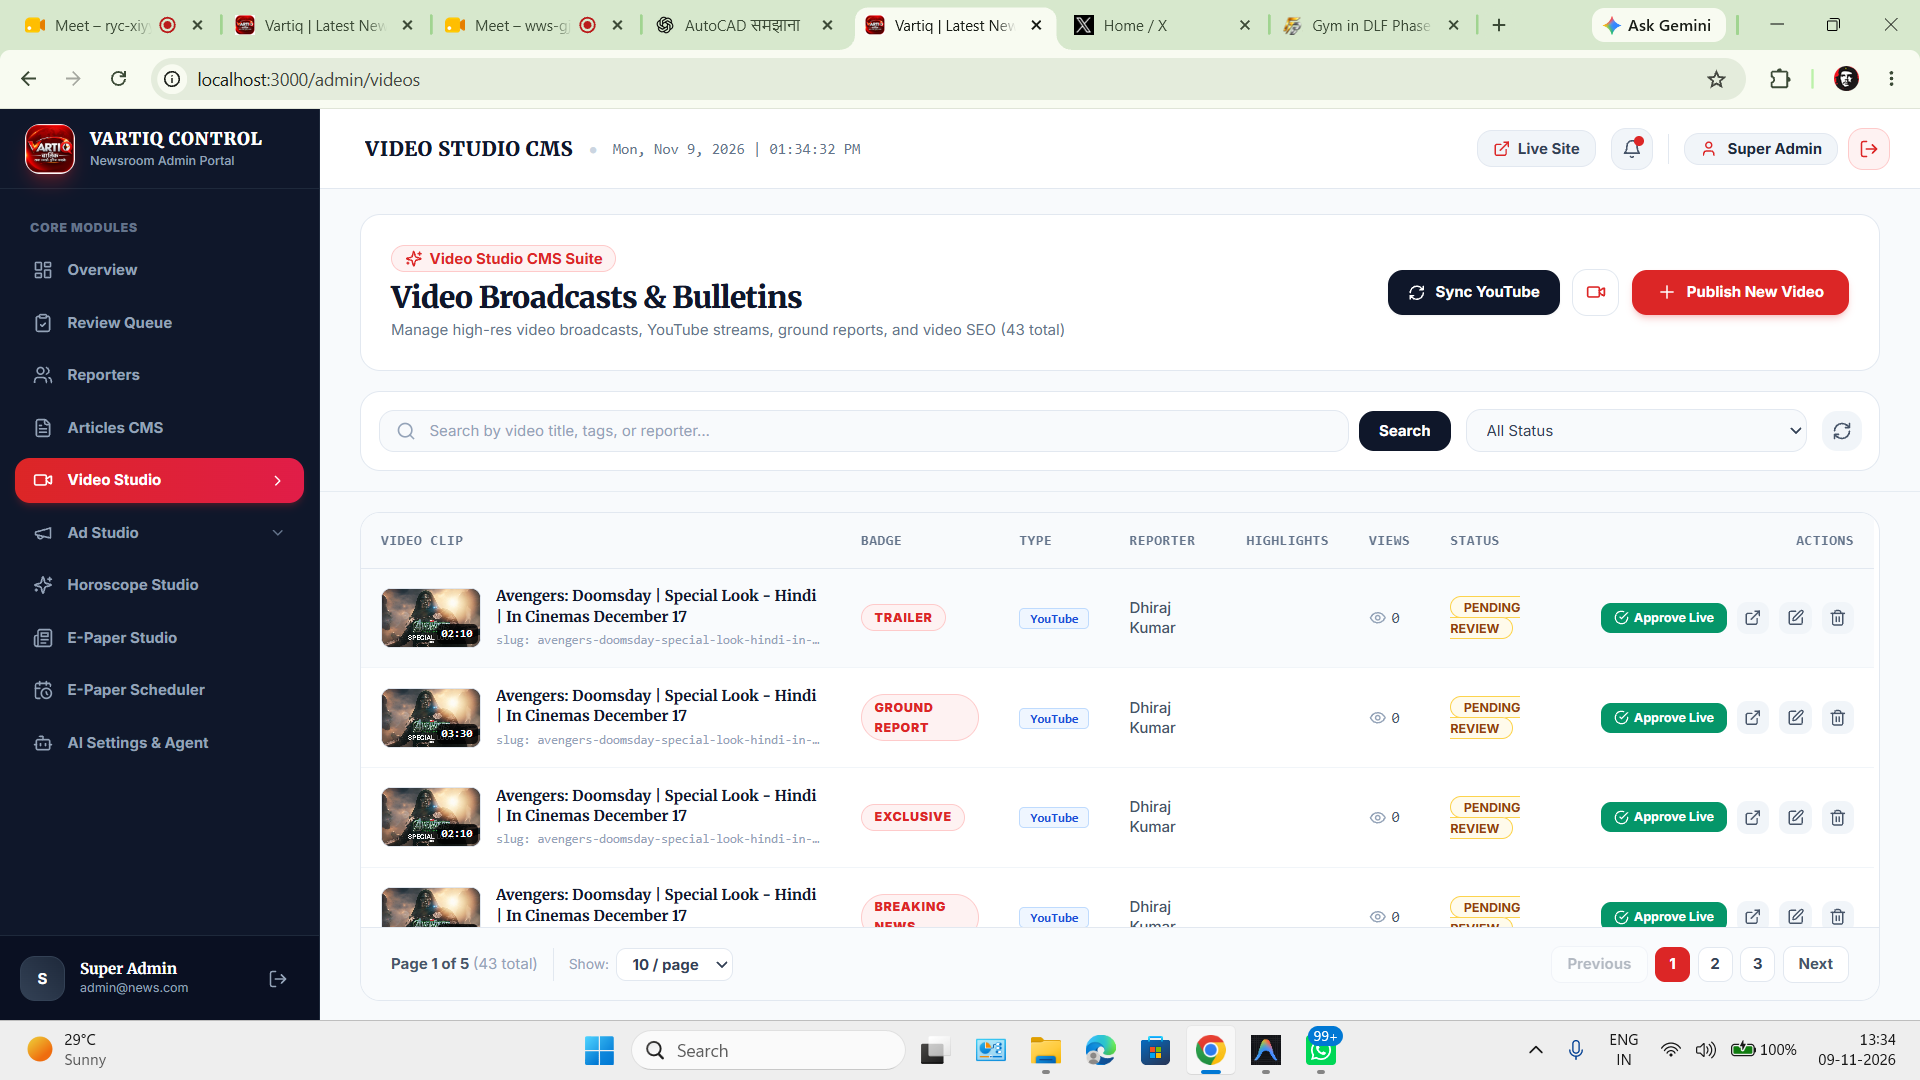 Meet – ryc-xiy
Vartiq | Latest New
Meet – wws-g
AutoCAD समझाना
Vartiq | Latest New
Home / X
Gym in DLF Phase
Ask Gemini
localhost:3000/admin/videos
VARTIQ CONTROL
Newsroom Admin Portal
CORE MODULES
Overview
Review Queue
Reporters
Articles CMS
Video Studio
Ad Studio
Horoscope Studio
E-Paper Studio
E-Paper Scheduler
AI Settings & Agent
S
Super Admin
admin@news.com
VIDEO STUDIO CMS
Mon, Nov 9, 2026 | 01:34:32 PM
Live Site
Super Admin
Video Studio CMS Suite
Video Broadcasts & Bulletins
Manage high-res video broadcasts, YouTube streams, ground reports, and video SEO (43 total)
Sync YouTube
Publish New Video
Search by video title, tags, or reporter...
Search
All Status
VIDEO CLIP BADGE TYPE REPORTER HIGHLIGHTS VIEWS STATUS ACTIONS
SPECIAL 02:10
Avengers: Doomsday | Special Look - Hindi
| In Cinemas December 17
slug: avengers-doomsday-special-look-hindi-in-…
TRAILER
YouTube
Dhiraj
Kumar
0
PENDING
REVIEW
Approve Live
SPECIAL 03:30
Avengers: Doomsday | Special Look - Hindi
| In Cinemas December 17
slug: avengers-doomsday-special-look-hindi-in-…
GROUND
REPORT
YouTube
Dhiraj
Kumar
0
PENDING
REVIEW
Approve Live
SPECIAL 02:10
Avengers: Doomsday | Special Look - Hindi
| In Cinemas December 17
slug: avengers-doomsday-special-look-hindi-in-…
EXCLUSIVE
YouTube
Dhiraj
Kumar
0
PENDING
REVIEW
Approve Live
Avengers: Doomsday | Special Look - Hindi
| In Cinemas December 17
BREAKING
NEWS
YouTube
Dhiraj
Kumar
0
PENDING
REVIEW
Approve Live
Page 1 of 5 (43 total)
Show:
10 / page
Previous
1
2
3
Next
29°C
Sunny
Search
99+
ENG
IN
100%
13:34
09-11-2026